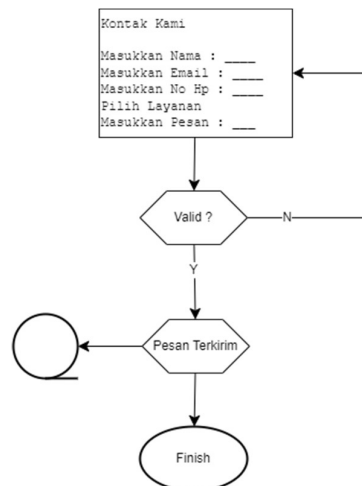 Kontak Kami
Masukkan Nama : ____
Masukkan Email : ____
Masukkan No Hp : ____
Pilih Layanan
Masukkan Pesan : ___
Valid ?
N
Y
Pesan Terkirim
Finish